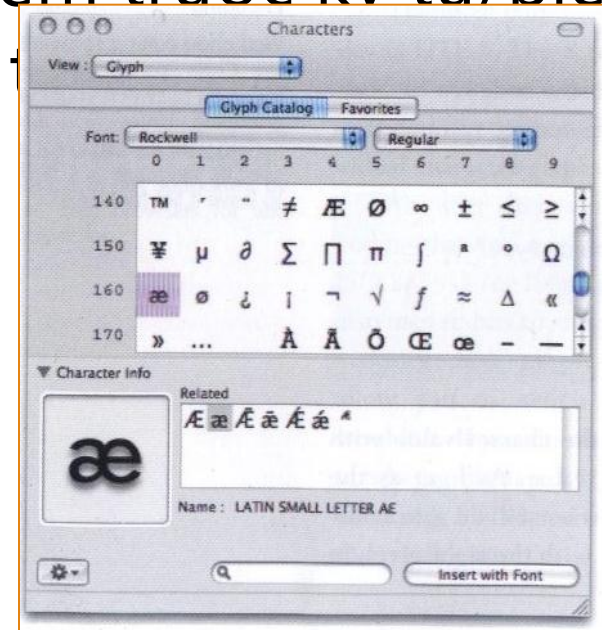 Characters
View : Glyph
Glyph Catalog Favorites
Font: Rockwell Regular
0 1 2 3 4 5 6 7 8 9
140 ™ ´ ¨ ≠ Æ Ø ∞ ± ≤ ≥
150 ¥ µ ∂ ∑ ∏ π ∫ ª º Ω
160 æ ø ¿ ¡ ¬ √ ƒ ≈ ∆ «
170 » … À Ã Õ Œ œ – —
Character Info
Related
Æ æ Ǣ ǣ Ǽ ǽ ᴭ
æ
Name : LATIN SMALL LETTER AE
Insert with Font